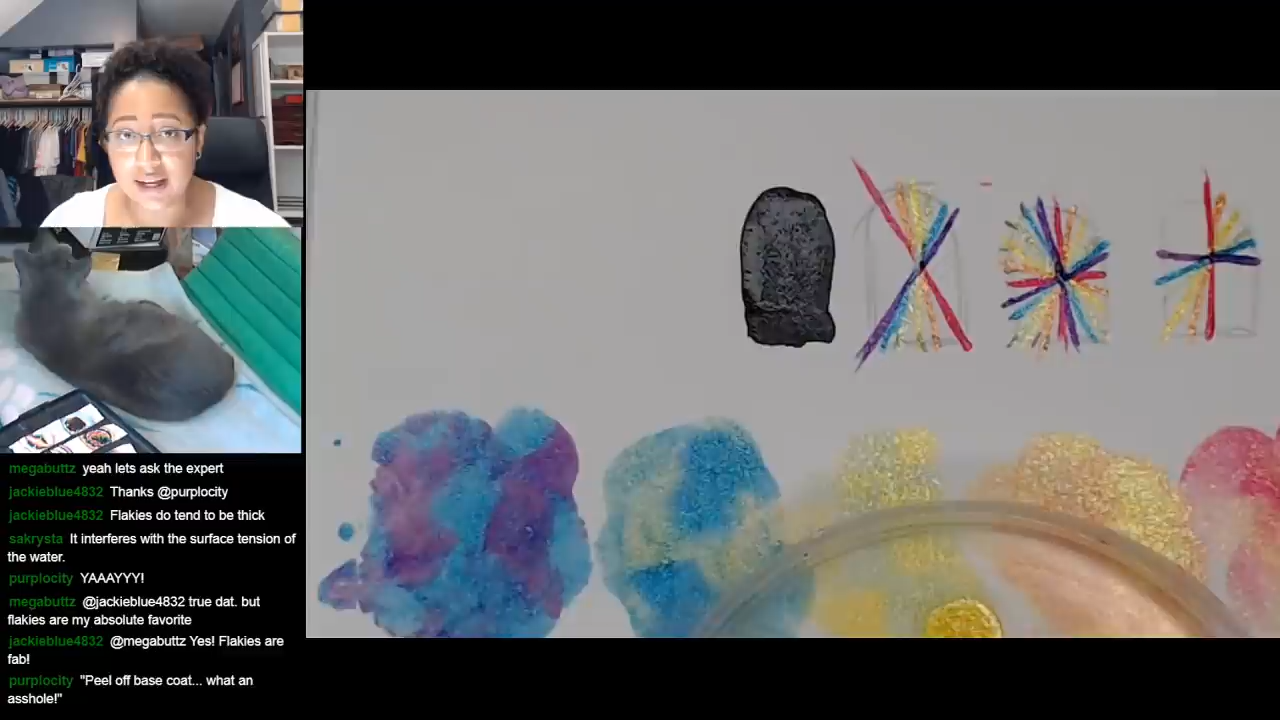 megabuttz yeah lets ask the expert
jackieblue4832 Thanks @purplocity
jackieblue4832 Flakies do tend to be thick
sakrysta It interferes with the surface tension of
the water.
purplocity YAAAYYY!
megabuttz @jackieblue4832 true dat. but
flakies are my absolute favorite
jackieblue4832 @megabuttz Yes! Flakies are
fab!
purplocity "Peel off base coat... what an
asshole!"